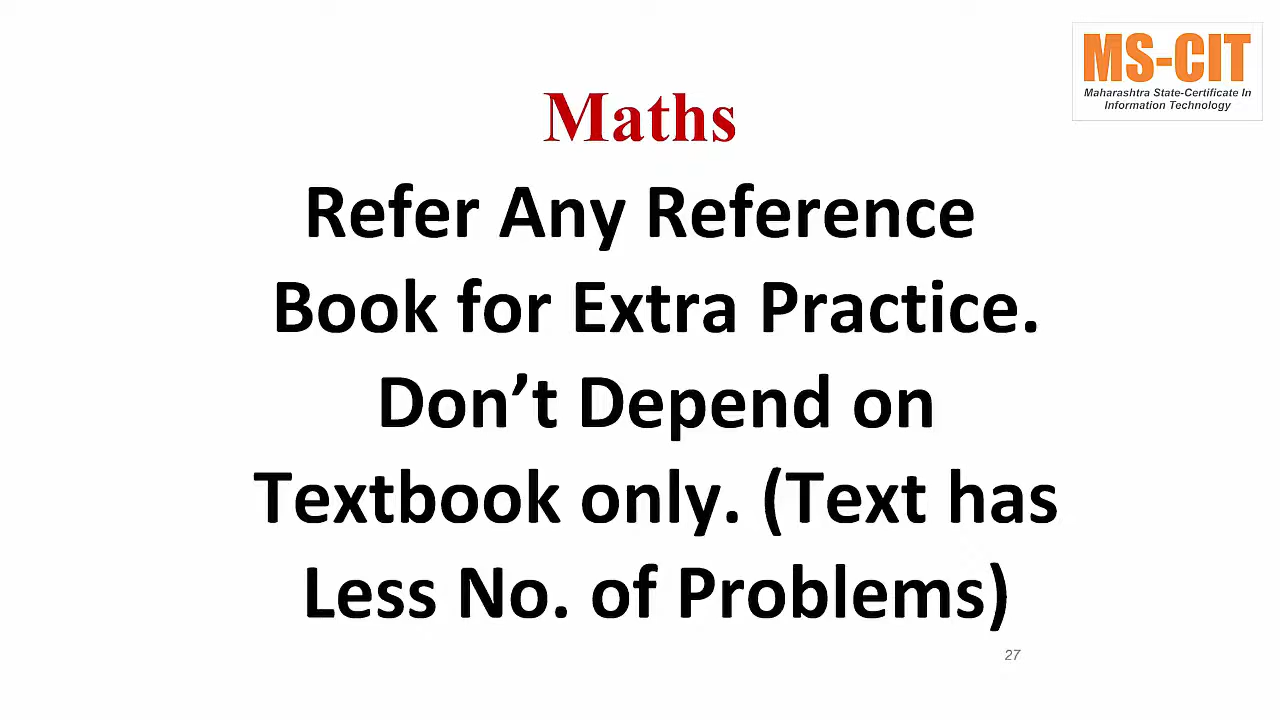 MS-CIT
Maharashtra State-Certificate In
Information Technology
Maths
Refer Any Reference
Book for Extra Practice.
Don’t Depend on
Textbook only. (Text has
Less No. of Problems)
27